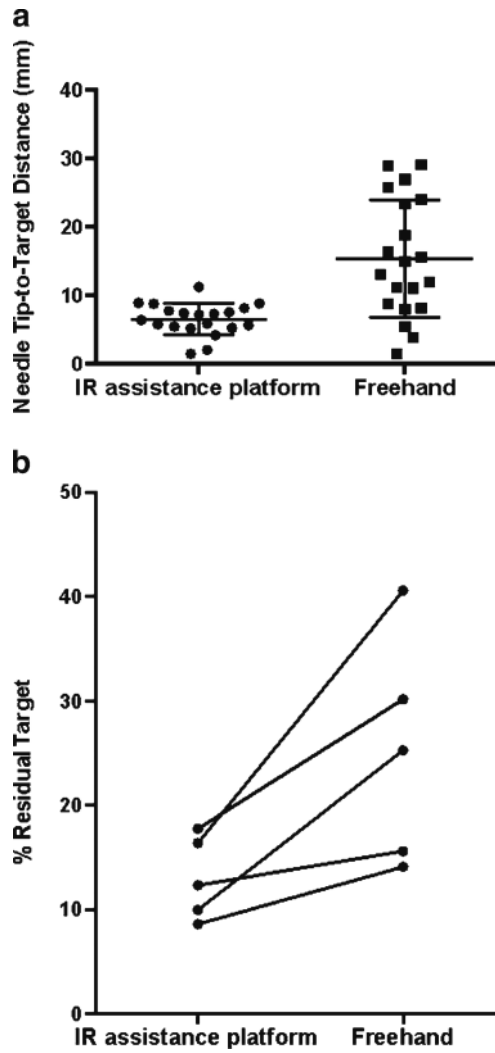 a
Needle Tip-to-Target Distance (mm)
40
30
20
10
0
IR assistance platform Freehand
b
% Residual Target
50
40
30
20
10
0
IR assistance platform Freehand